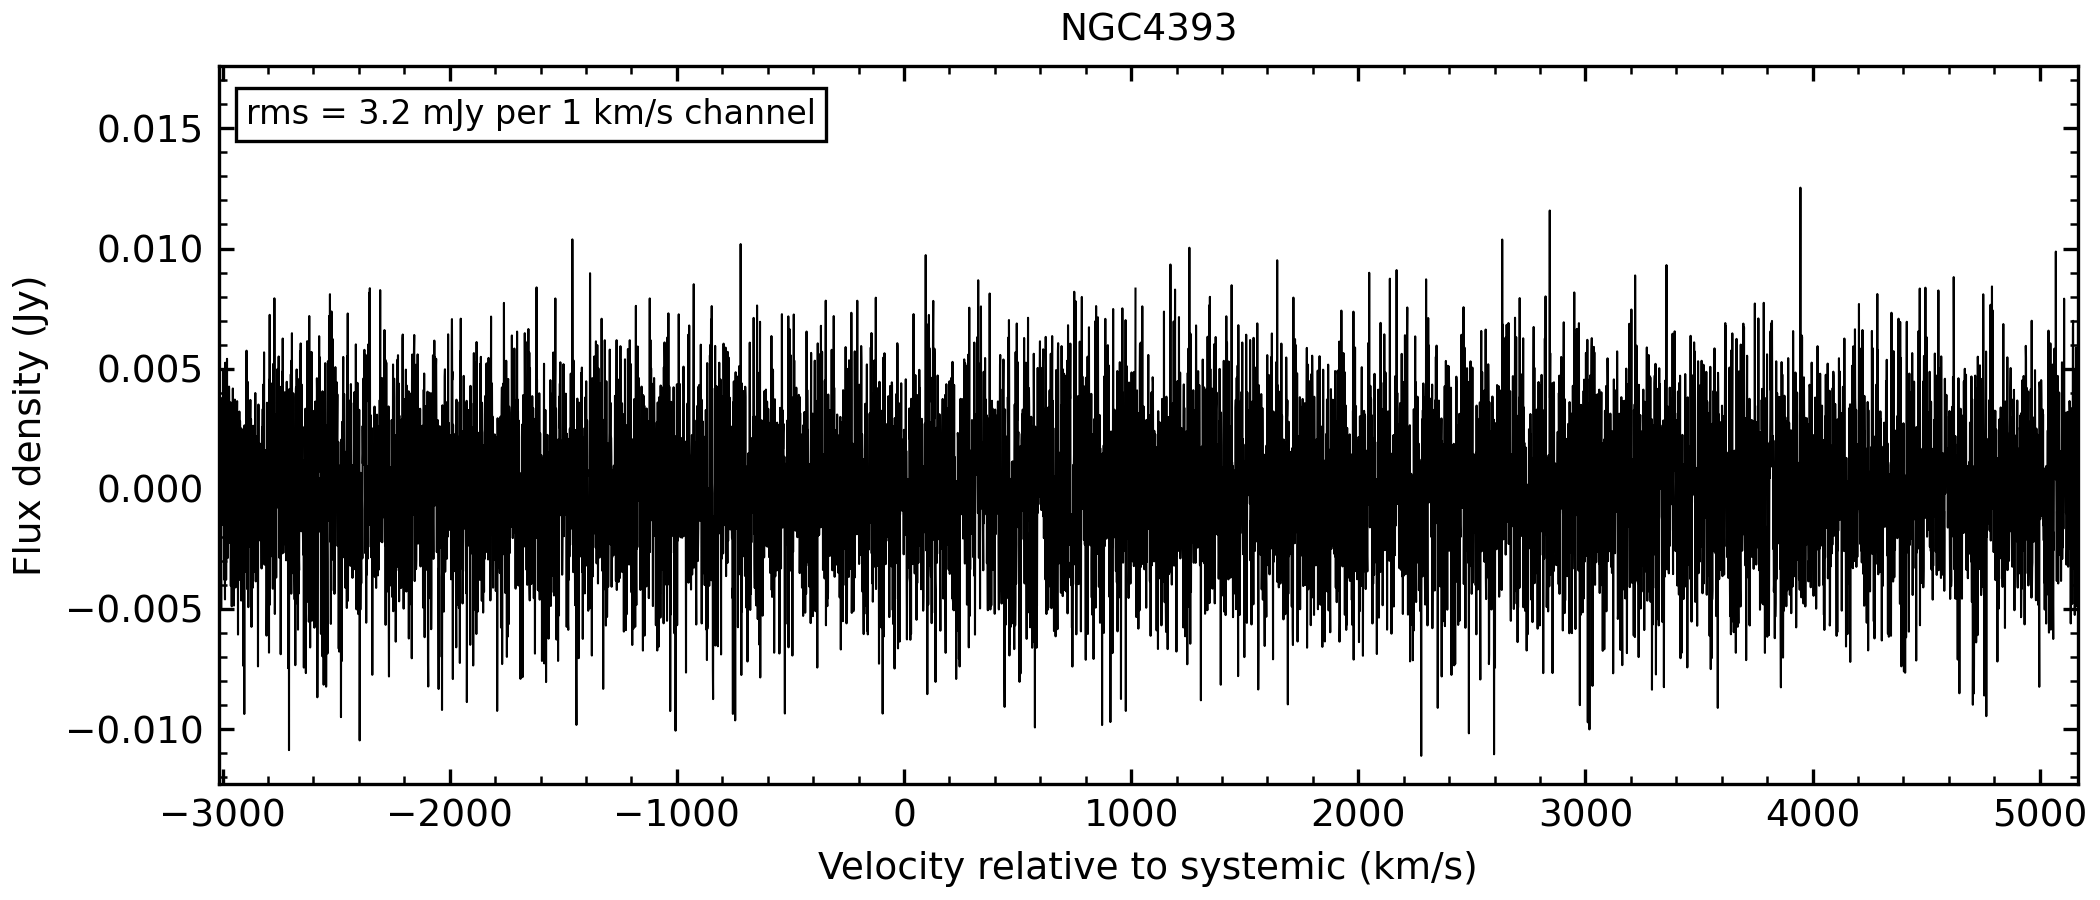 NGC4393
rms = 3.2 mJy per 1 km/s channel
0.015
0.010
0.005
0.000
−0.005
−0.010
Flux density (Jy)
−3000 −2000 −1000 0 1000 2000 3000 4000 5000
Velocity relative to systemic (km/s)